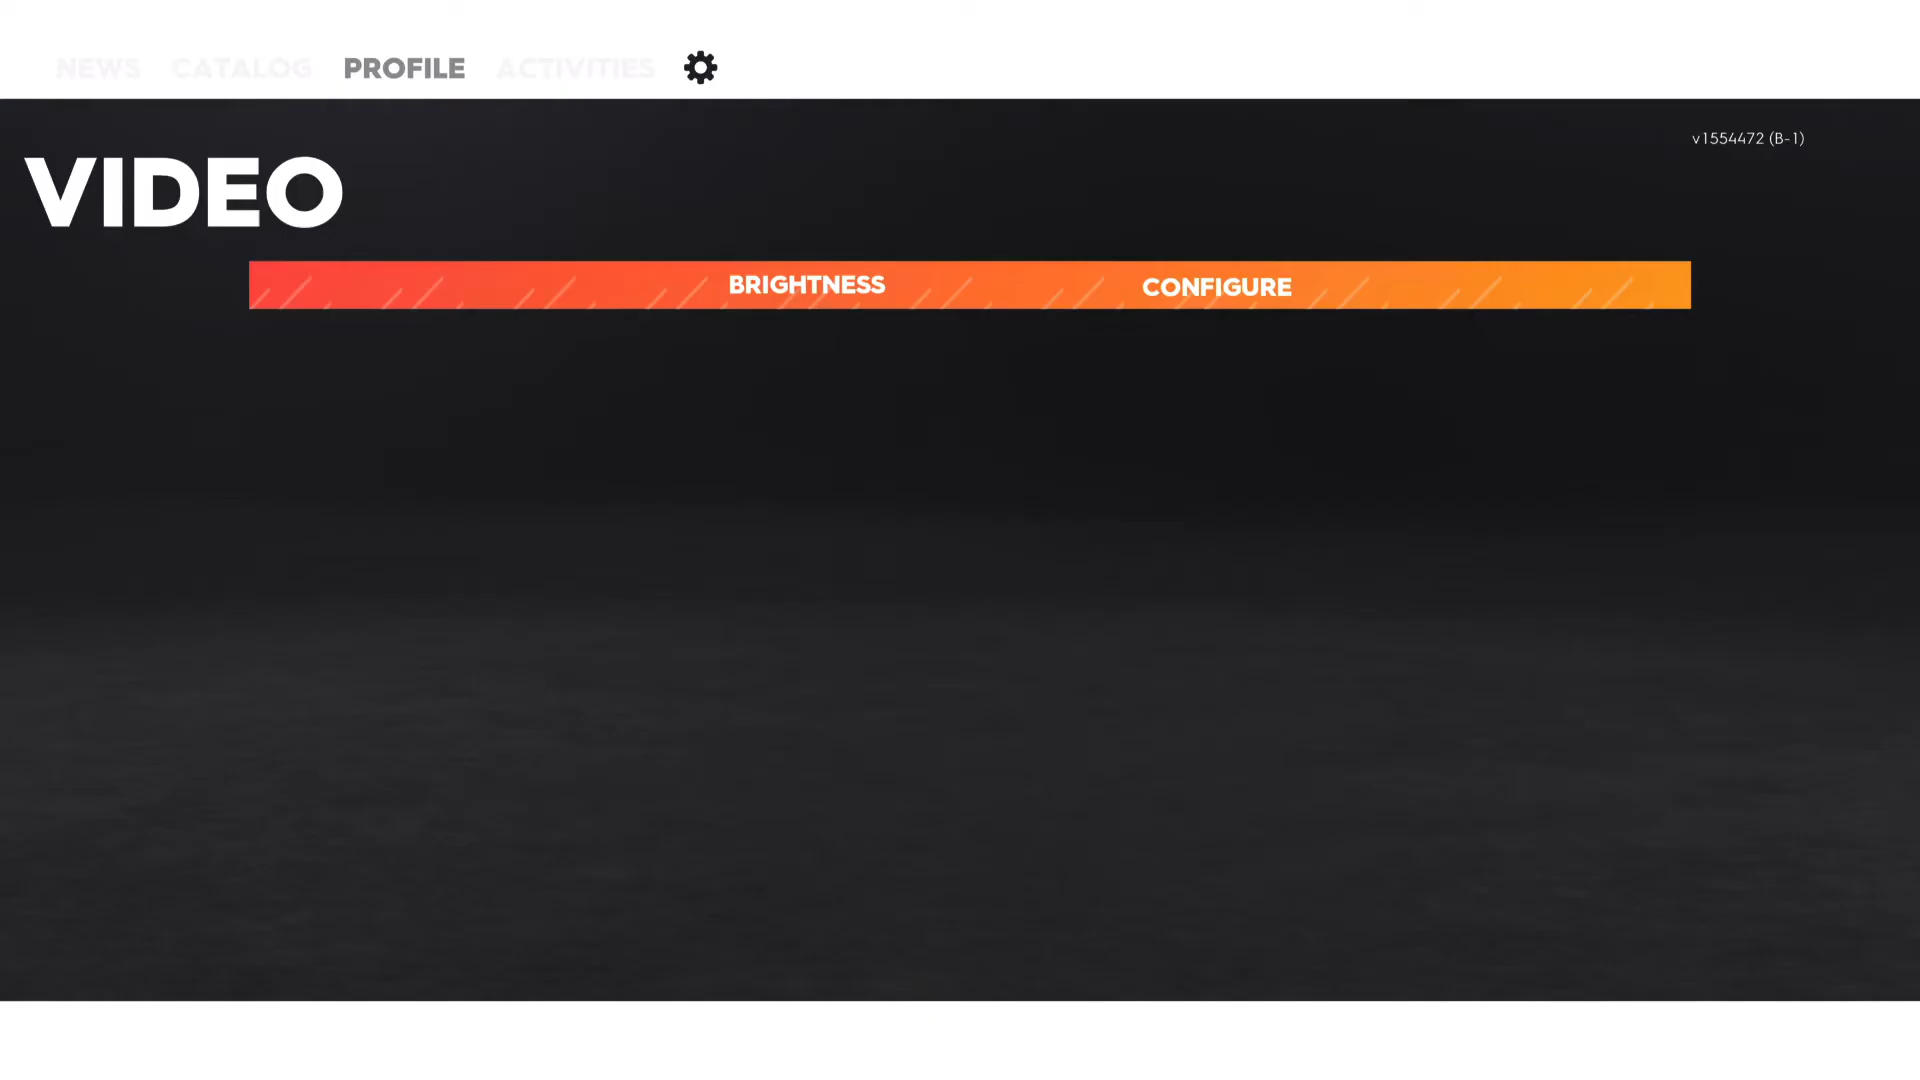 NEWS CATALOG PROFILE ACTIVITIES
v1554472 (B-1)
VIDEO
BRIGHTNESS CONFIGURE